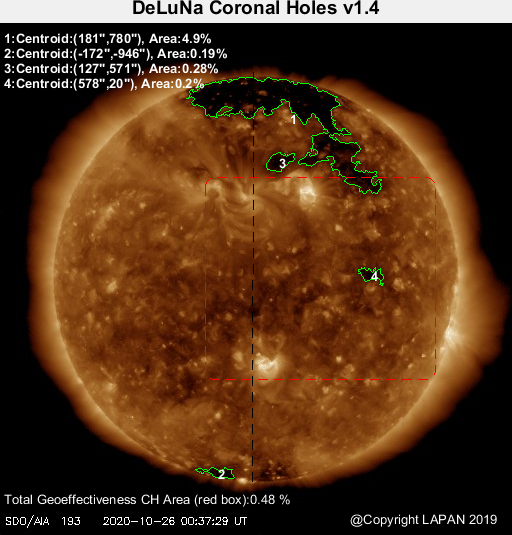 DeLuNa Coronal Holes v1.4
1:Centroid:(181",780"), Area:4.9%
2:Centroid:(-172",-946"), Area:0.19%
3:Centroid:(127",571"), Area:0.28%
4:Centroid:(578",20"), Area:0.2%
1
3
4
2
Total Geoeffectiveness CH Area (red box):0.48 %
SDO/AIA 193 2020-10-26 00:37:29 UT
@Copyright LAPAN 2019